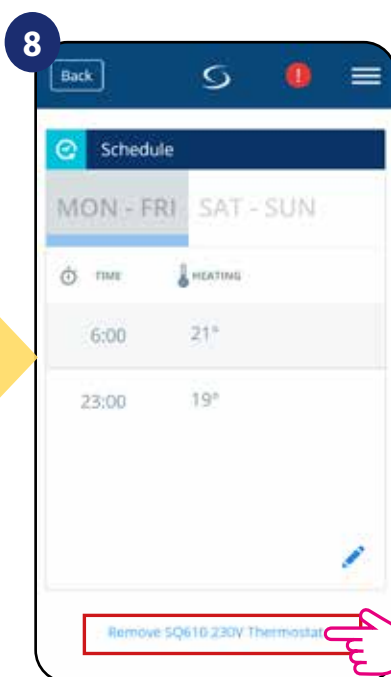 8
Back
Schedule
MON - FRI SAT - SUN
TIME HEATING
6:00 21°
23:00 19°
Remove SQ610 230V Thermostat